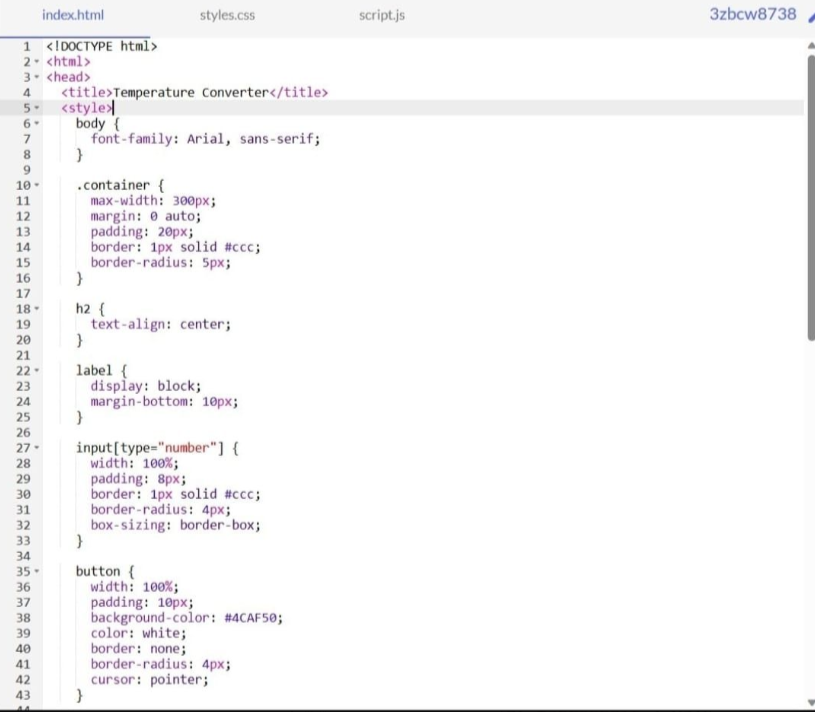 index.html styles.css script.js 3zbcw8738
1 <!DOCTYPE html>
2 <html>
3 <head>
4 <title>Temperature Converter</title>
5 <style>
6 body {
7 font-family: Arial, sans-serif;
8 }
9
10 .container {
11 max-width: 300px;
12 margin: 0 auto;
13 padding: 20px;
14 border: 1px solid #ccc;
15 border-radius: 5px;
16 }
17
18 h2 {
19 text-align: center;
20 }
21
22 label {
23 display: block;
24 margin-bottom: 10px;
25 }
26
27 input[type="number"] {
28 width: 100%;
29 padding: 8px;
30 border: 1px solid #ccc;
31 border-radius: 4px;
32 box-sizing: border-box;
33 }
34
35 button {
36 width: 100%;
37 padding: 10px;
38 background-color: #4CAF50;
39 color: white;
40 border: none;
41 border-radius: 4px;
42 cursor: pointer;
43 }